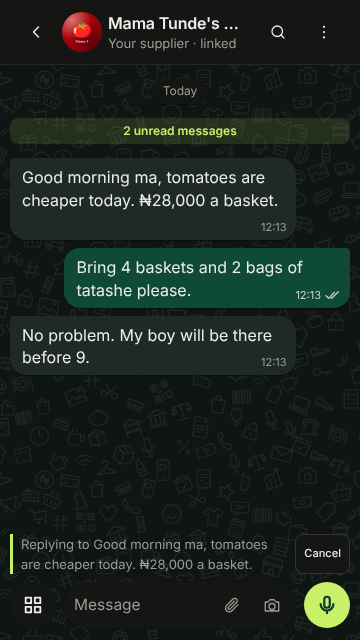 Mama Tunde's ...
Your supplier · linked
Today
2 unread messages
Good morning ma, tomatoes are
cheaper today. ₦28,000 a basket.
12:13
Bring 4 baskets and 2 bags of
tatashe please.
12:13
No problem. My boy will be there
before 9.
12:13
Replying to Good morning ma, tomatoes
are cheaper today. ₦28,000 a basket.
Cancel
Message